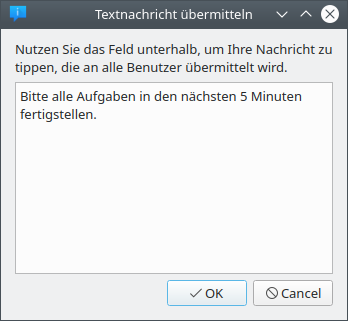 Textnachricht übermitteln
Nutzen Sie das Feld unterhalb, um Ihre Nachricht zu
tippen, die an alle Benutzer übermittelt wird.
Bitte alle Aufgaben in den nächsten 5 Minuten
fertigstellen.
OK
Cancel